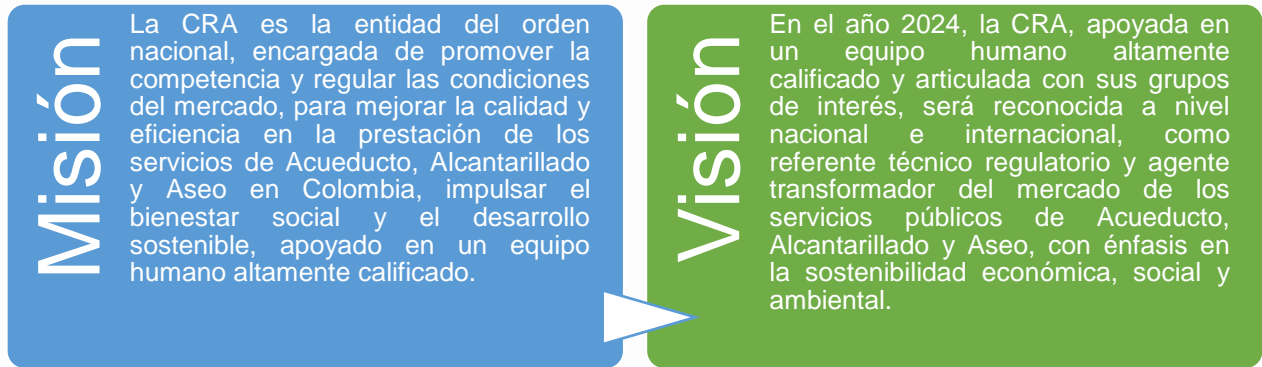 Misión
La CRA es la entidad del orden
nacional, encargada de promover la
competencia y regular las condiciones
del mercado, para mejorar la calidad y
eficiencia en la prestación de los
servicios de Acueducto, Alcantarillado
y Aseo en Colombia, impulsar el
bienestar social y el desarrollo
sostenible, apoyado en un equipo
humano altamente calificado.
Visión
En el año 2024, la CRA, apoyada en
un equipo humano altamente
calificado y articulada con sus grupos
de interés, será reconocida a nivel
nacional e internacional, como
referente técnico regulatorio y agente
transformador del mercado de los
servicios públicos de Acueducto,
Alcantarillado y Aseo, con énfasis en
la sostenibilidad económica, social y
ambiental.